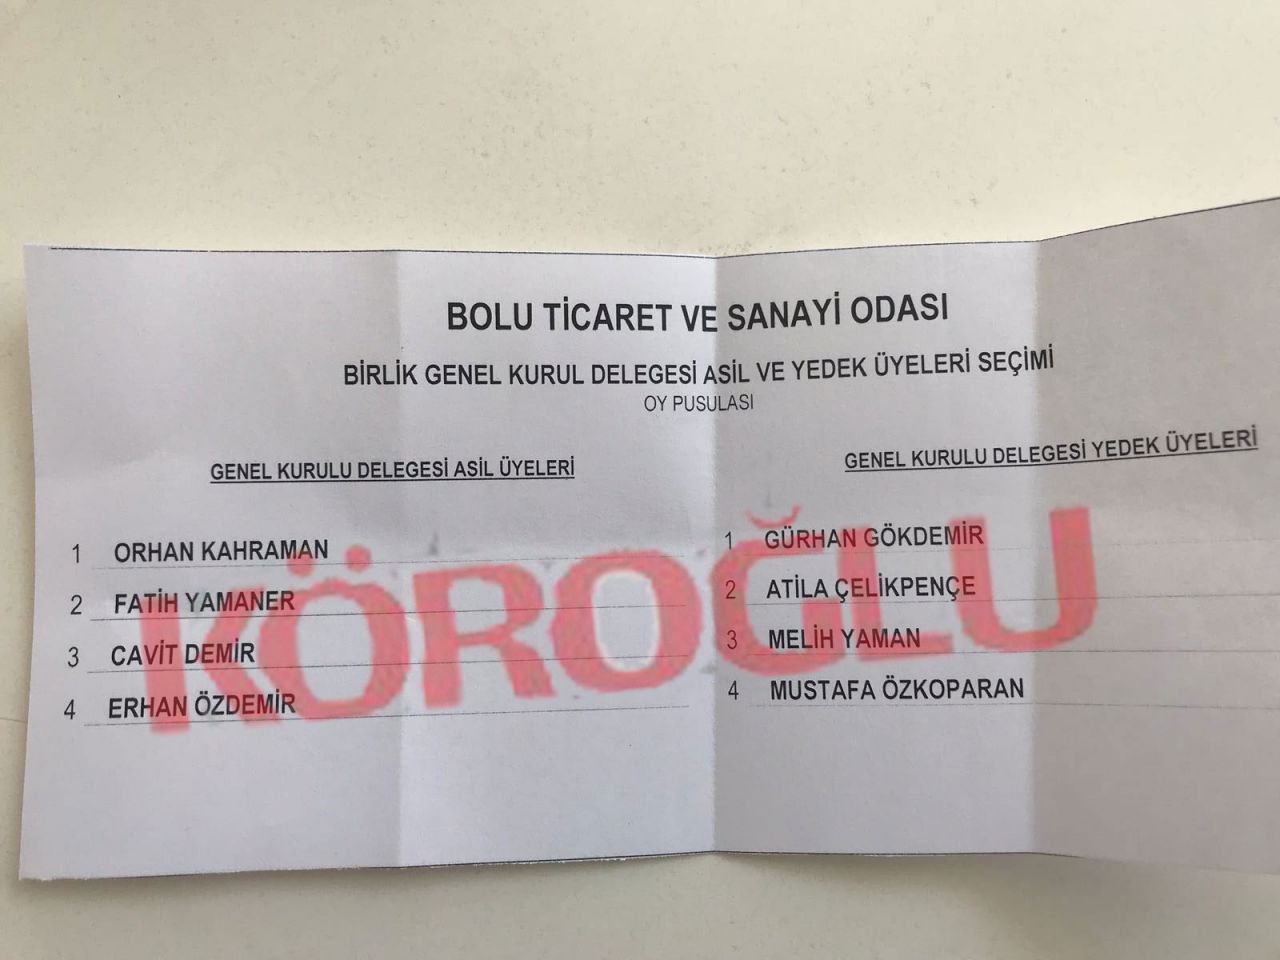 BOLU TİCARET VE SANAYİ ODASI
BİRLİK GENEL KURUL DELEGESİ ASİL VE YEDEK ÜYELERİ SEÇİMİ
OY PUSULASI
GENEL KURULU DELEGESİ ASİL ÜYELERİ
1 ORHAN KAHRAMAN
2 FATİH YAMANER
3 CAVİT DEMİR
4 ERHAN ÖZDEMİR
GENEL KURULU DELEGESİ YEDEK ÜYELERİ
1 GÜRHAN GÖKDEMİR
2 ATİLA ÇELİKPENÇE
3 MELİH YAMAN
4 MUSTAFA ÖZKOPARAN
KÖROĞLU